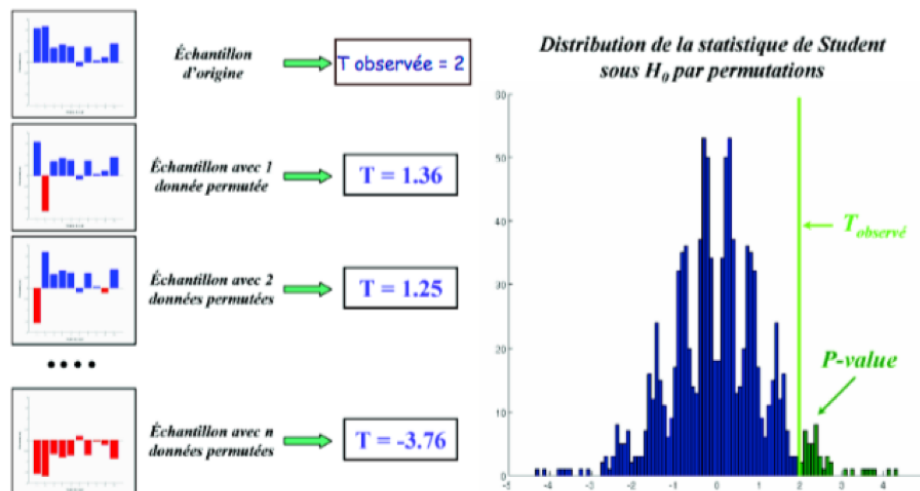 Échantillon
d'origine
T observée = 2
Échantillon avec 1
donnée permutée
T = 1.36
Échantillon avec 2
données permutées
T = 1.25
....
Échantillon avec n
données permutées
T = -3.76
Distribution de la statistique de Student
sous H0 par permutations
60
50
40
30
20
10
0
-5
-4
-3
-2
-1
0
1
2
3
4
T observé
P-value